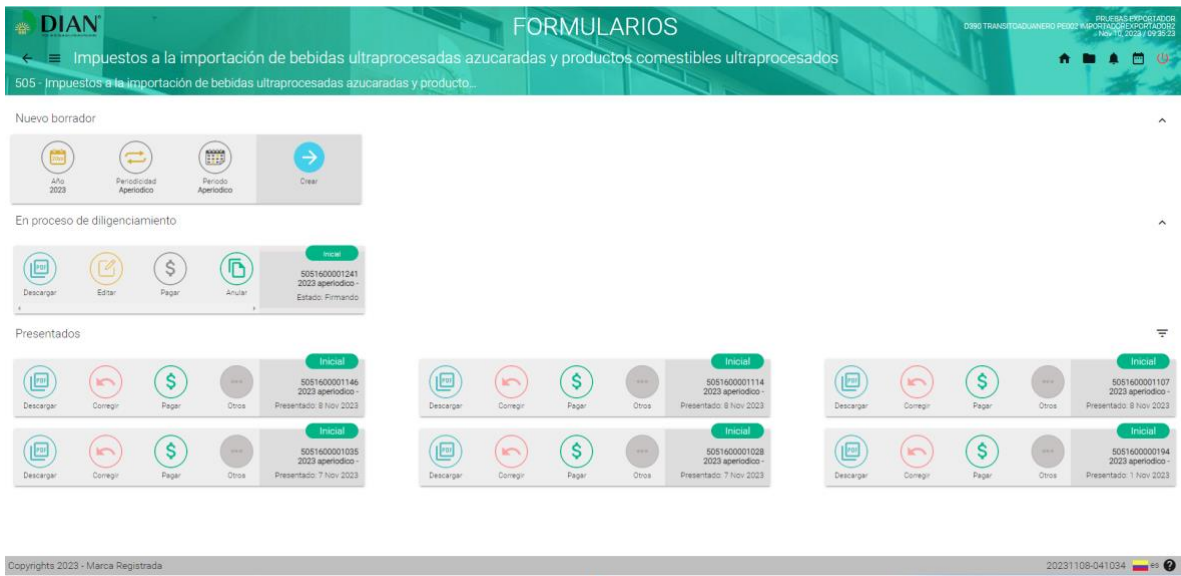 DIAN
FORMULARIOS
PRUEBAS EXPORTADOR
D390 TRANSITOADUANERO PE002 IMPORTADOREXPORTADOR2
Nov 10, 2023 / 09:35:23
Impuestos a la importación de bebidas ultraprocesadas azucaradas y productos comestibles ultraprocesados
505 - Impuestos a la importación de bebidas ultraprocesadas azucaradas y producto...
Nuevo borrador
Año
2023
Periodicidad
Aperiodico
Periodo
Aperiodico
Crear
En proceso de diligenciamiento
Descargar
Editar
Pagar
Anular
Inicial
5051600001241
2023 aperiodico -
Estado: Firmando
Presentados
Descargar
Corregir
Pagar
Otros
Inicial
5051600001146
2023 aperiodico -
Presentado: 8 Nov 2023
Descargar
Corregir
Pagar
Otros
Inicial
5051600001114
2023 aperiodico -
Presentado: 8 Nov 2023
Descargar
Corregir
Pagar
Otros
Inicial
5051600001107
2023 aperiodico -
Presentado: 8 Nov 2023
Descargar
Corregir
Pagar
Otros
Inicial
5051600001035
2023 aperiodico -
Presentado: 7 Nov 2023
Descargar
Corregir
Pagar
Otros
Inicial
5051600001028
2023 aperiodico -
Presentado: 7 Nov 2023
Descargar
Corregir
Pagar
Otros
Inicial
5051600000194
2023 aperiodico -
Presentado: 1 Nov 2023
Copyrights 2023 - Marca Registrada
20231108-041034 es